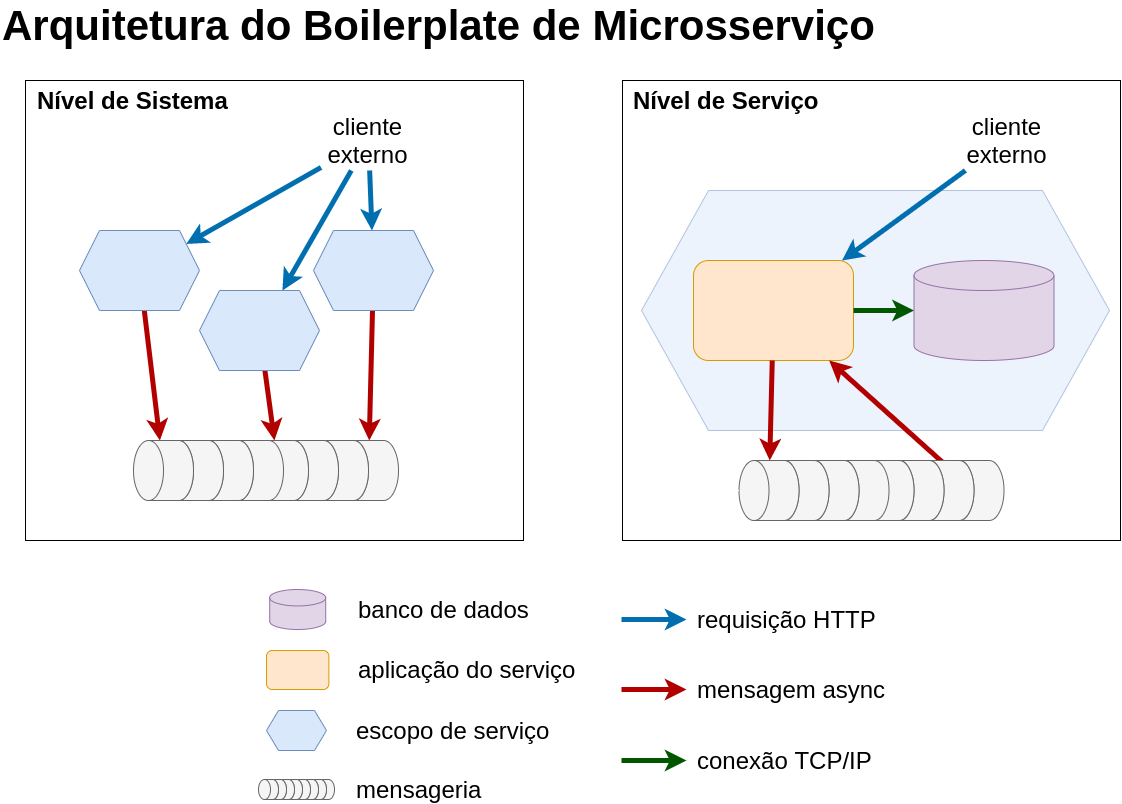 Arquitetura do Boilerplate de Microsserviço
Nível de Sistema
cliente
externo
Nível de Serviço
cliente
externo
banco de dados
aplicação do serviço
escopo de serviço
mensageria
requisição HTTP
mensagem async
conexão TCP/IP